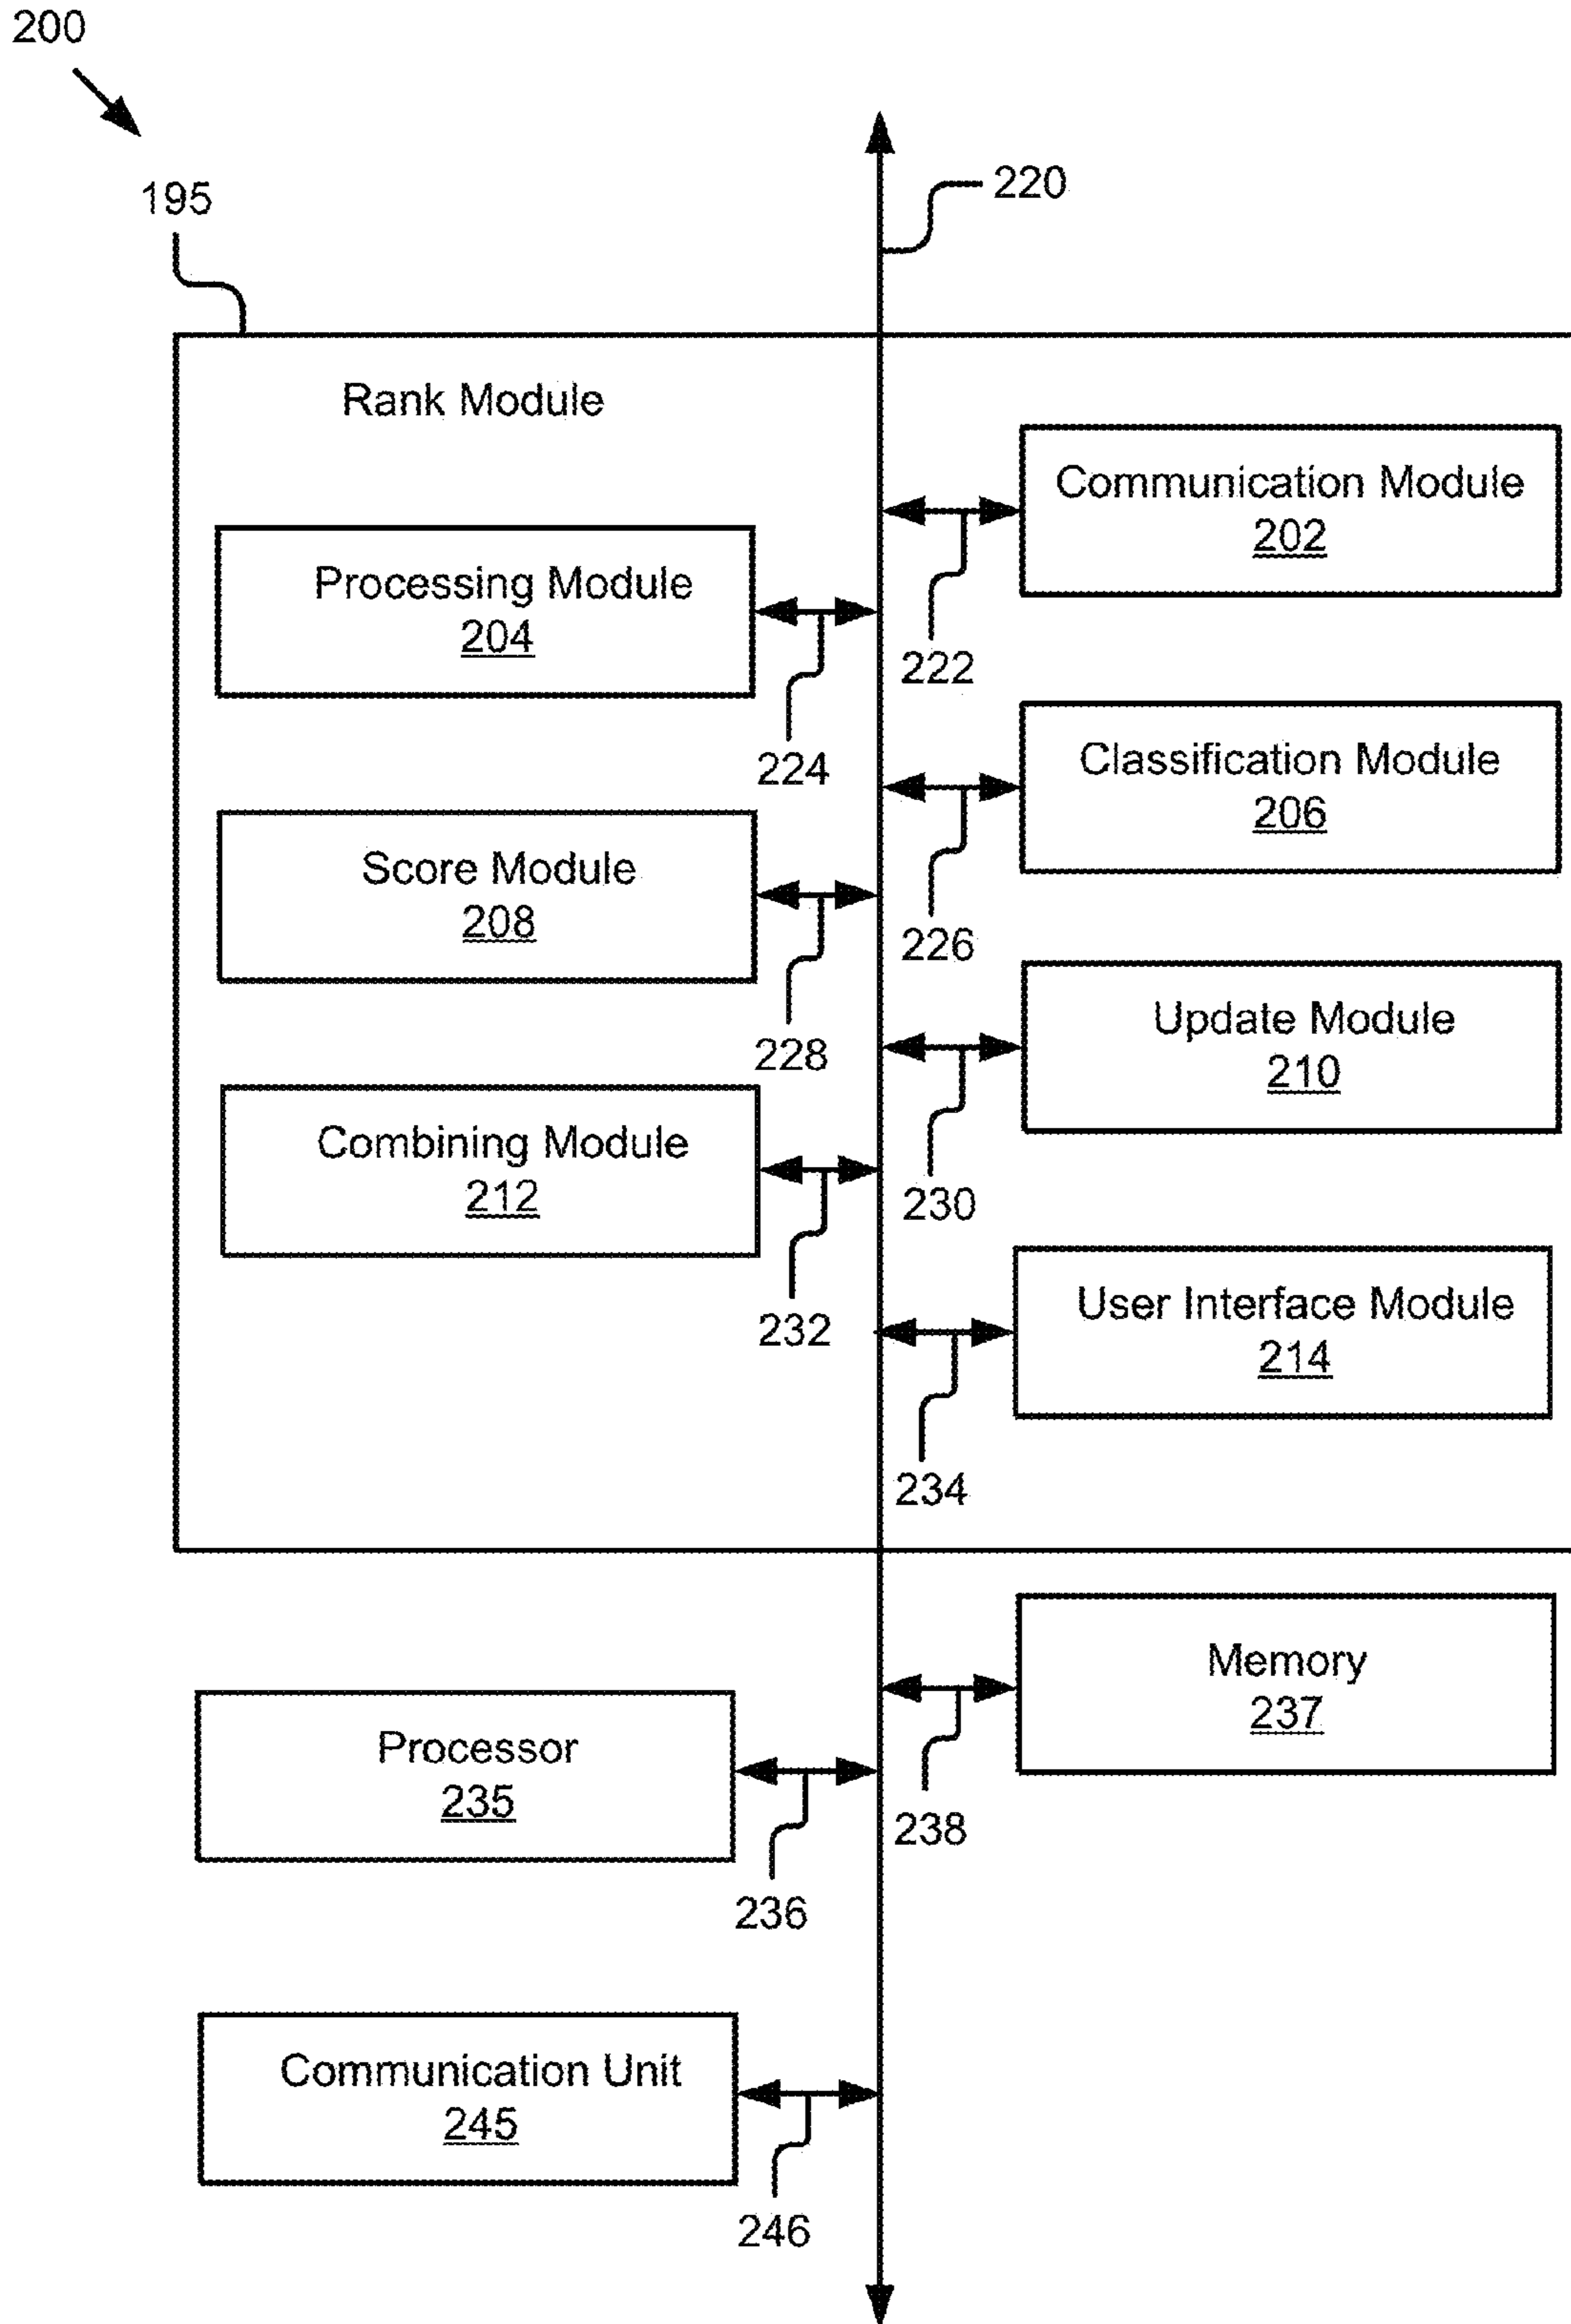 200
195
220
Rank Module
Communication Module
202
Processing Module
204
222
224
Classification Module
206
Score Module
208
226
228
Update Module
210
Combining Module
212
230
232
User Interface Module
214
234
Memory
237
Processor
235
238
236
Communication Unit
245
246